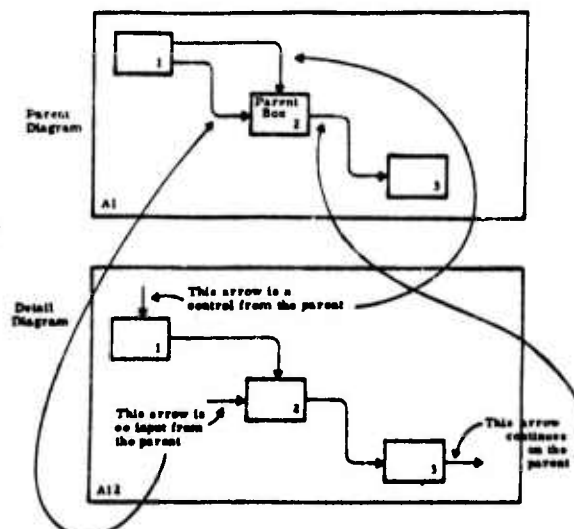 Parent
Diagram
1
Parent
Box
2
3
A1
Detail
Diagram
This arrow is a
control from the parent
1
This arrow is
an input from
the parent
2
This arrow
continues
on the
parent
3
A12